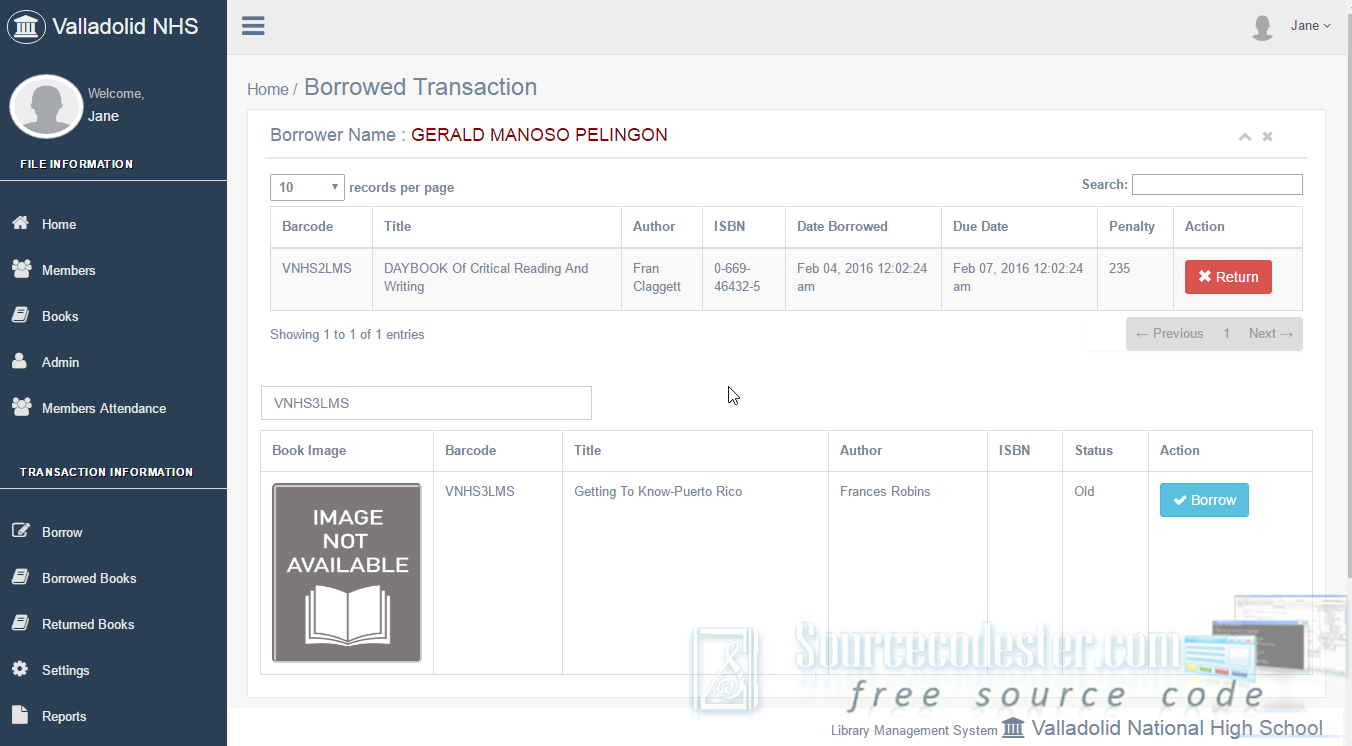 Valladolid NHS
Jane
Welcome,
Jane
FILE INFORMATION
Home
Members
Books
Admin
Members Attendance
TRANSACTION INFORMATION
Borrow
Borrowed Books
Returned Books
Settings
Reports
Home / Borrowed Transaction
Borrower Name : GERALD MANOSO PELINGON
10 records per page
Search:
Barcode Title Author ISBN Date Borrowed Due Date Penalty Action
VNHS2LMS DAYBOOK Of Critical Reading And Fran 0-669- Feb 04, 2016 12:02:24 Feb 07, 2016 12:02:24 235 Return
Writing Claggett 46432-5 am am
Showing 1 to 1 of 1 entries
← Previous 1 Next →
VNHS3LMS
Book Image Barcode Title Author ISBN Status Action
VNHS3LMS Getting To Know-Puerto Rico Frances Robins Old Borrow
IMAGE
NOT
AVAILABLE
Sourcecodester.com
free source code
Library Management System Valladolid National High School